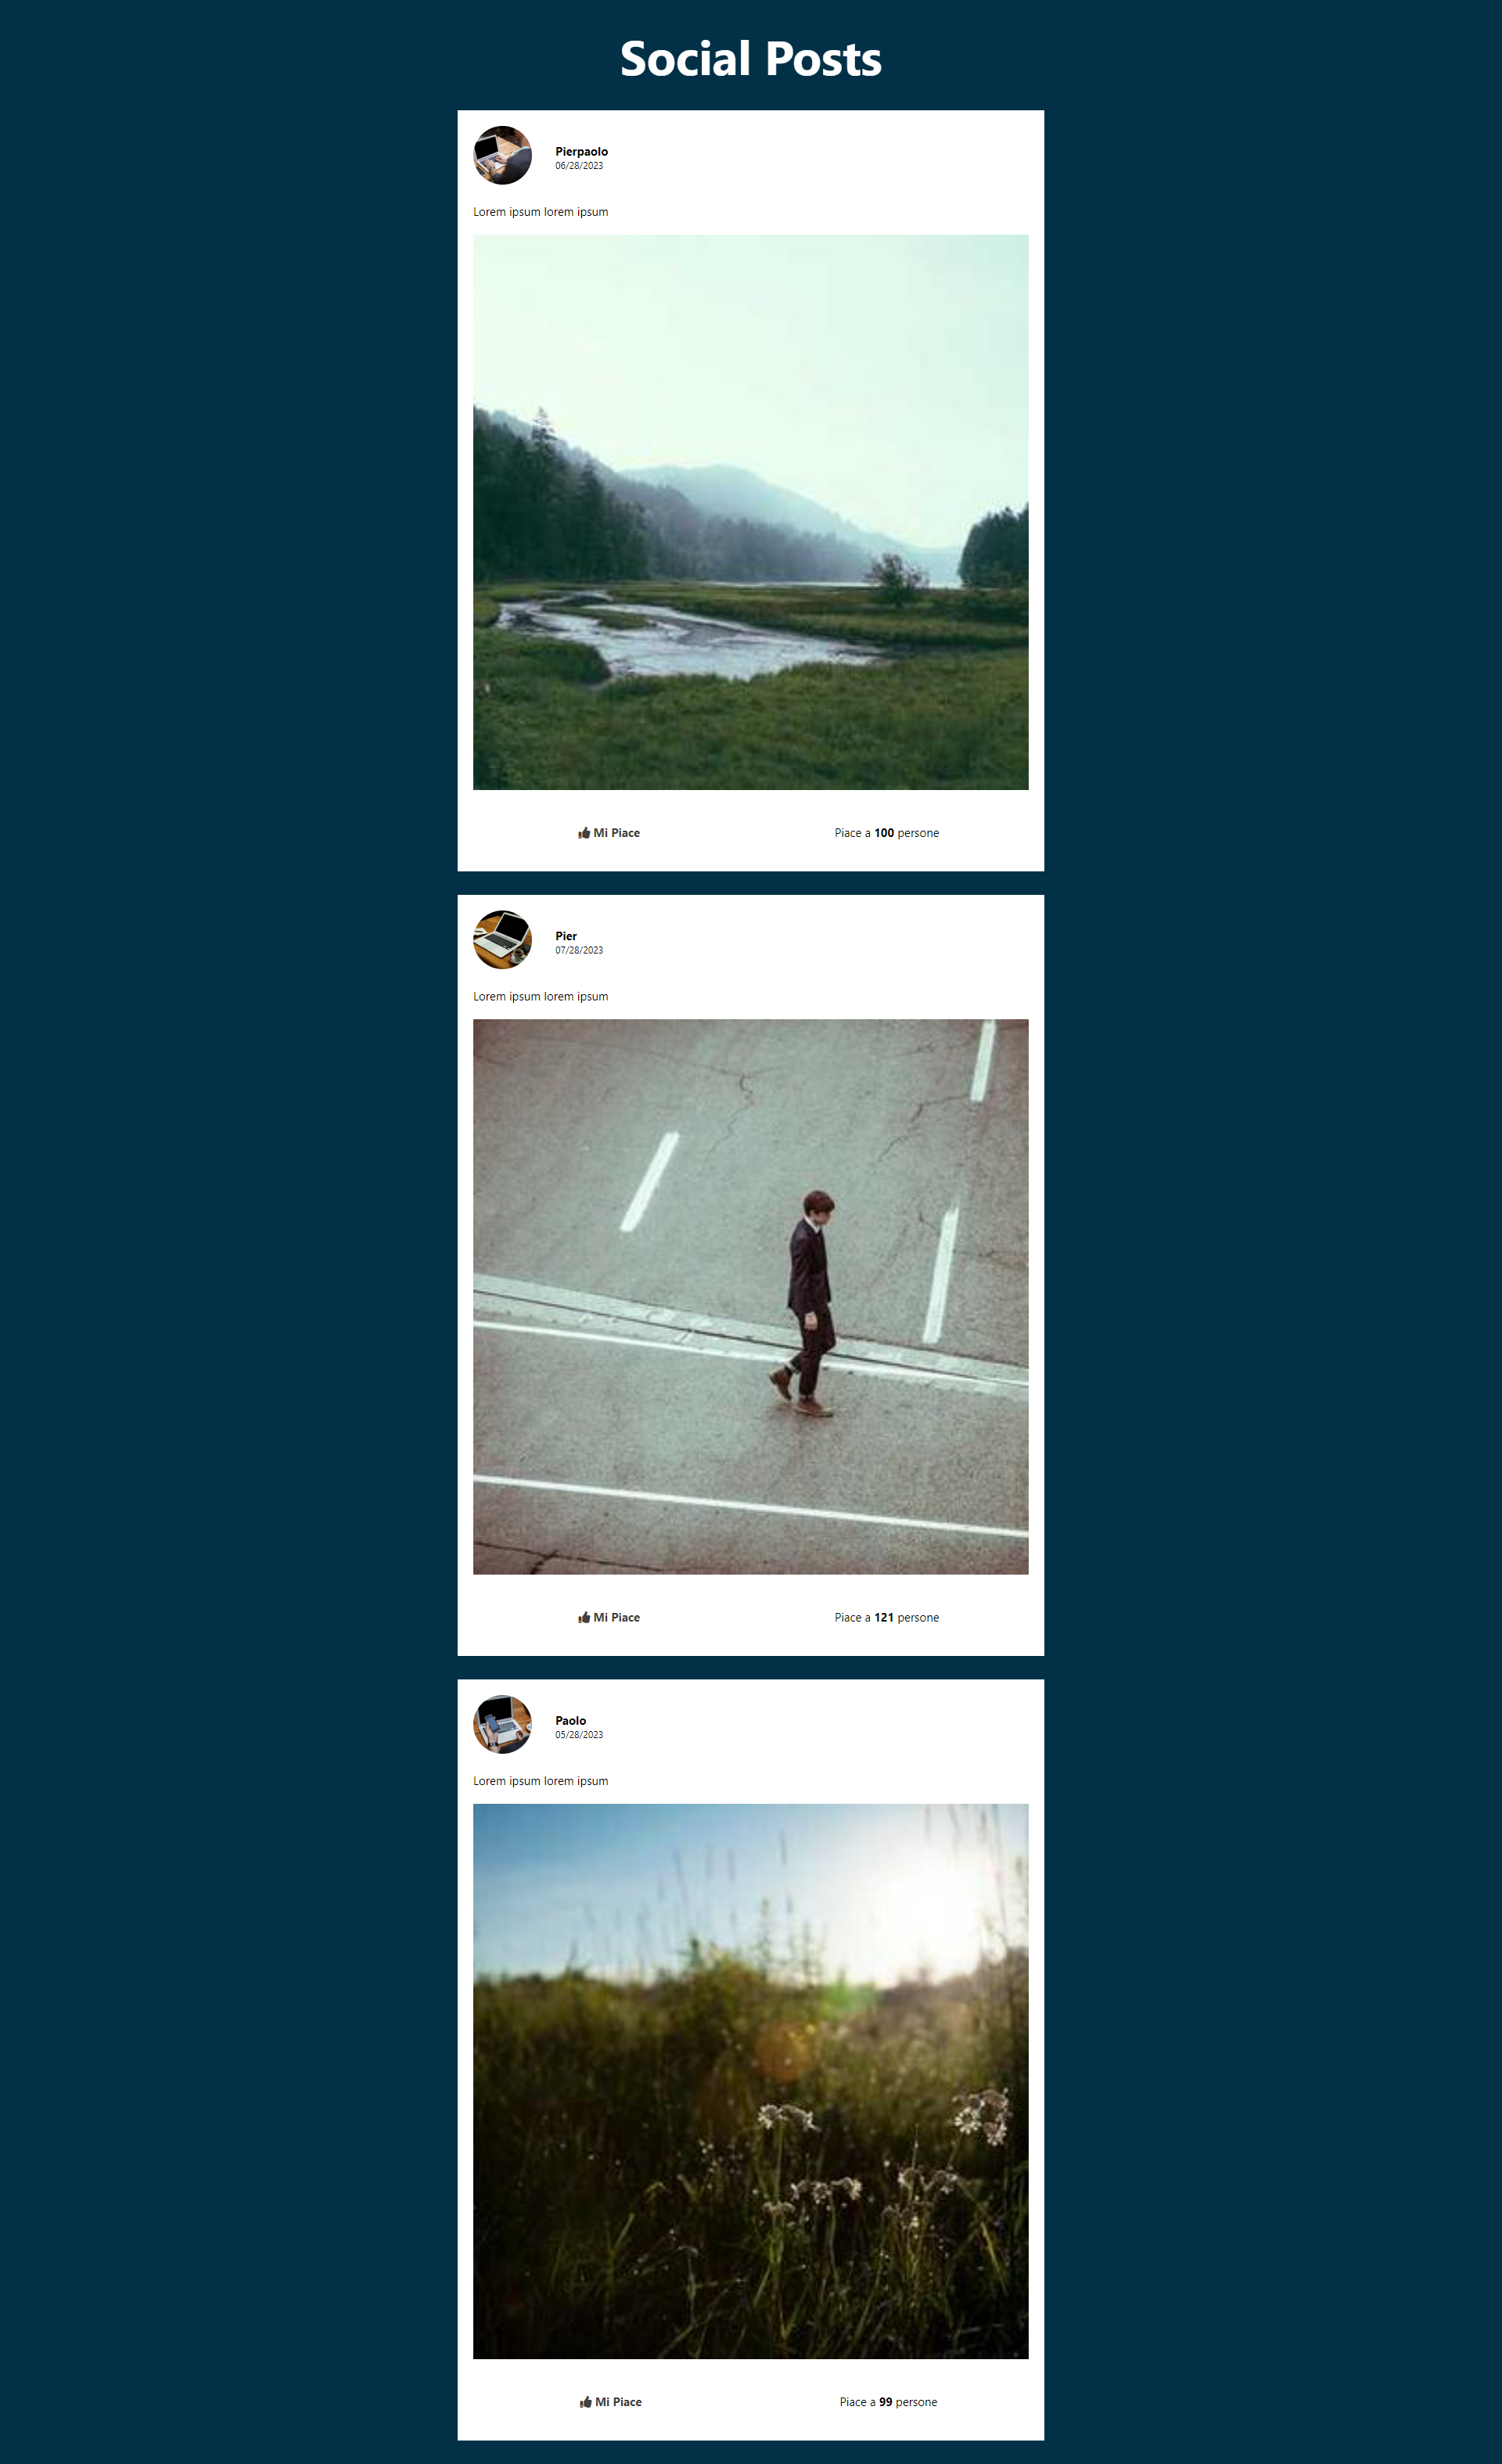 Social Posts
Pierpaolo
06/28/2023
Lorem ipsum lorem ipsum
Mi Piace Piace a 100 persone
Pier
07/28/2023
Lorem ipsum lorem ipsum
Mi Piace Piace a 121 persone
Paolo
05/28/2023
Lorem ipsum lorem ipsum
Mi Piace Piace a 99 persone